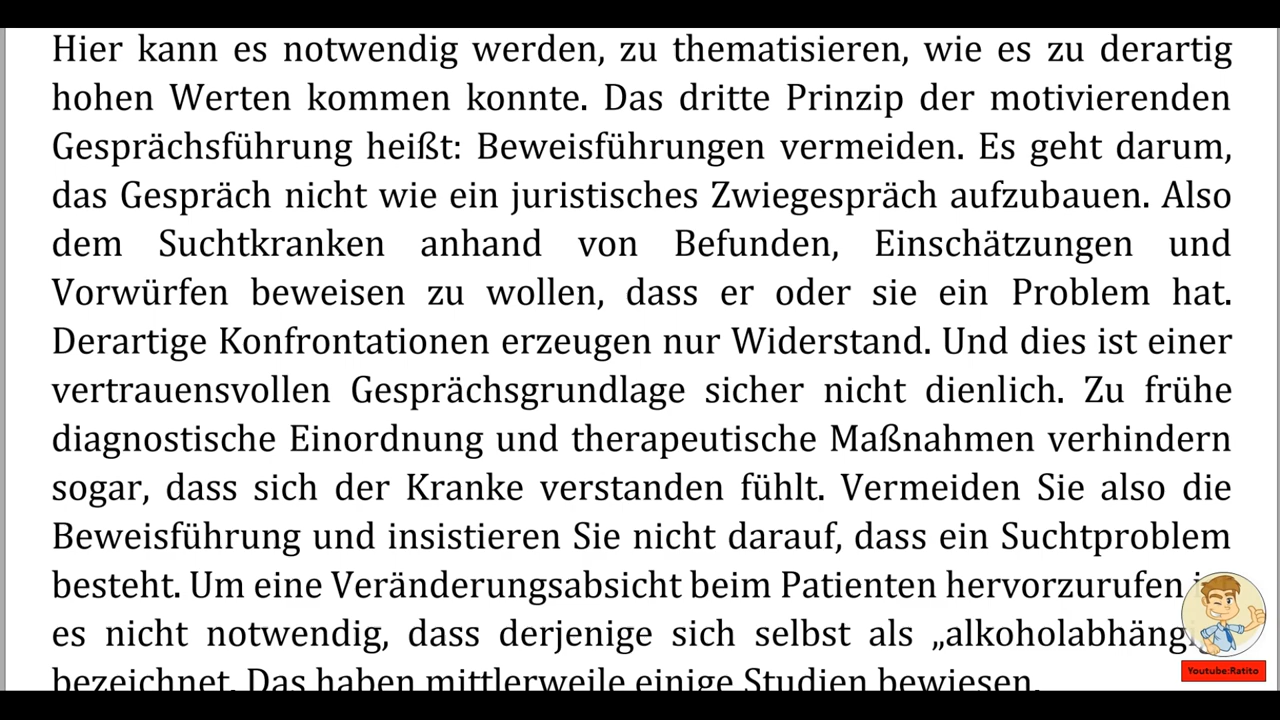 Hier kann es notwendig werden, zu thematisieren, wie es zu derartig
hohen Werten kommen konnte. Das dritte Prinzip der motivierenden
Gesprächsführung heißt: Beweisführungen vermeiden. Es geht darum,
das Gespräch nicht wie ein juristisches Zwiegespräch aufzubauen. Also
dem Suchtkranken anhand von Befunden, Einschätzungen und
Vorwürfen beweisen zu wollen, dass er oder sie ein Problem hat.
Derartige Konfrontationen erzeugen nur Widerstand. Und dies ist einer
vertrauensvollen Gesprächsgrundlage sicher nicht dienlich. Zu frühe
diagnostische Einordnung und therapeutische Maßnahmen verhindern
sogar, dass sich der Kranke verstanden fühlt. Vermeiden Sie also die
Beweisführung und insistieren Sie nicht darauf, dass ein Suchtproblem
besteht. Um eine Veränderungsabsicht beim Patienten hervorzurufen
es nicht notwendig, dass derjenige sich selbst als
bezeichnet. Das haben mittlerweile einige Studien bewiesen.
Youtube:Ratito